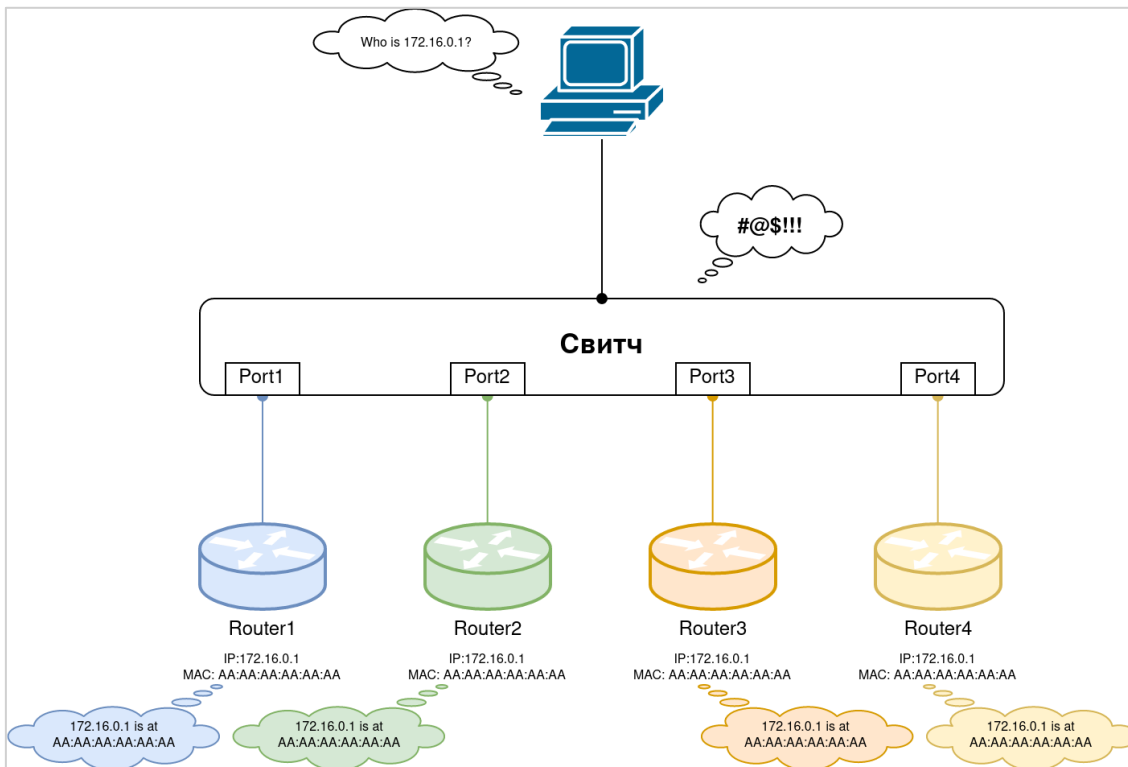 Who is 172.16.0.1?
#@$!!!
Свитч
Port1
Port2
Port3
Port4
Router1
Router2
Router3
Router4
IP:172.16.0.1
MAC: AA:AA:AA:AA:AA:AA
IP:172.16.0.1
MAC: AA:AA:AA:AA:AA:AA
IP:172.16.0.1
MAC: AA:AA:AA:AA:AA:AA
IP:172.16.0.1
MAC: AA:AA:AA:AA:AA:AA
172.16.0.1 is at
AA:AA:AA:AA:AA:AA
172.16.0.1 is at
AA:AA:AA:AA:AA:AA
172.16.0.1 is at
AA:AA:AA:AA:AA:AA
172.16.0.1 is at
AA:AA:AA:AA:AA:AA